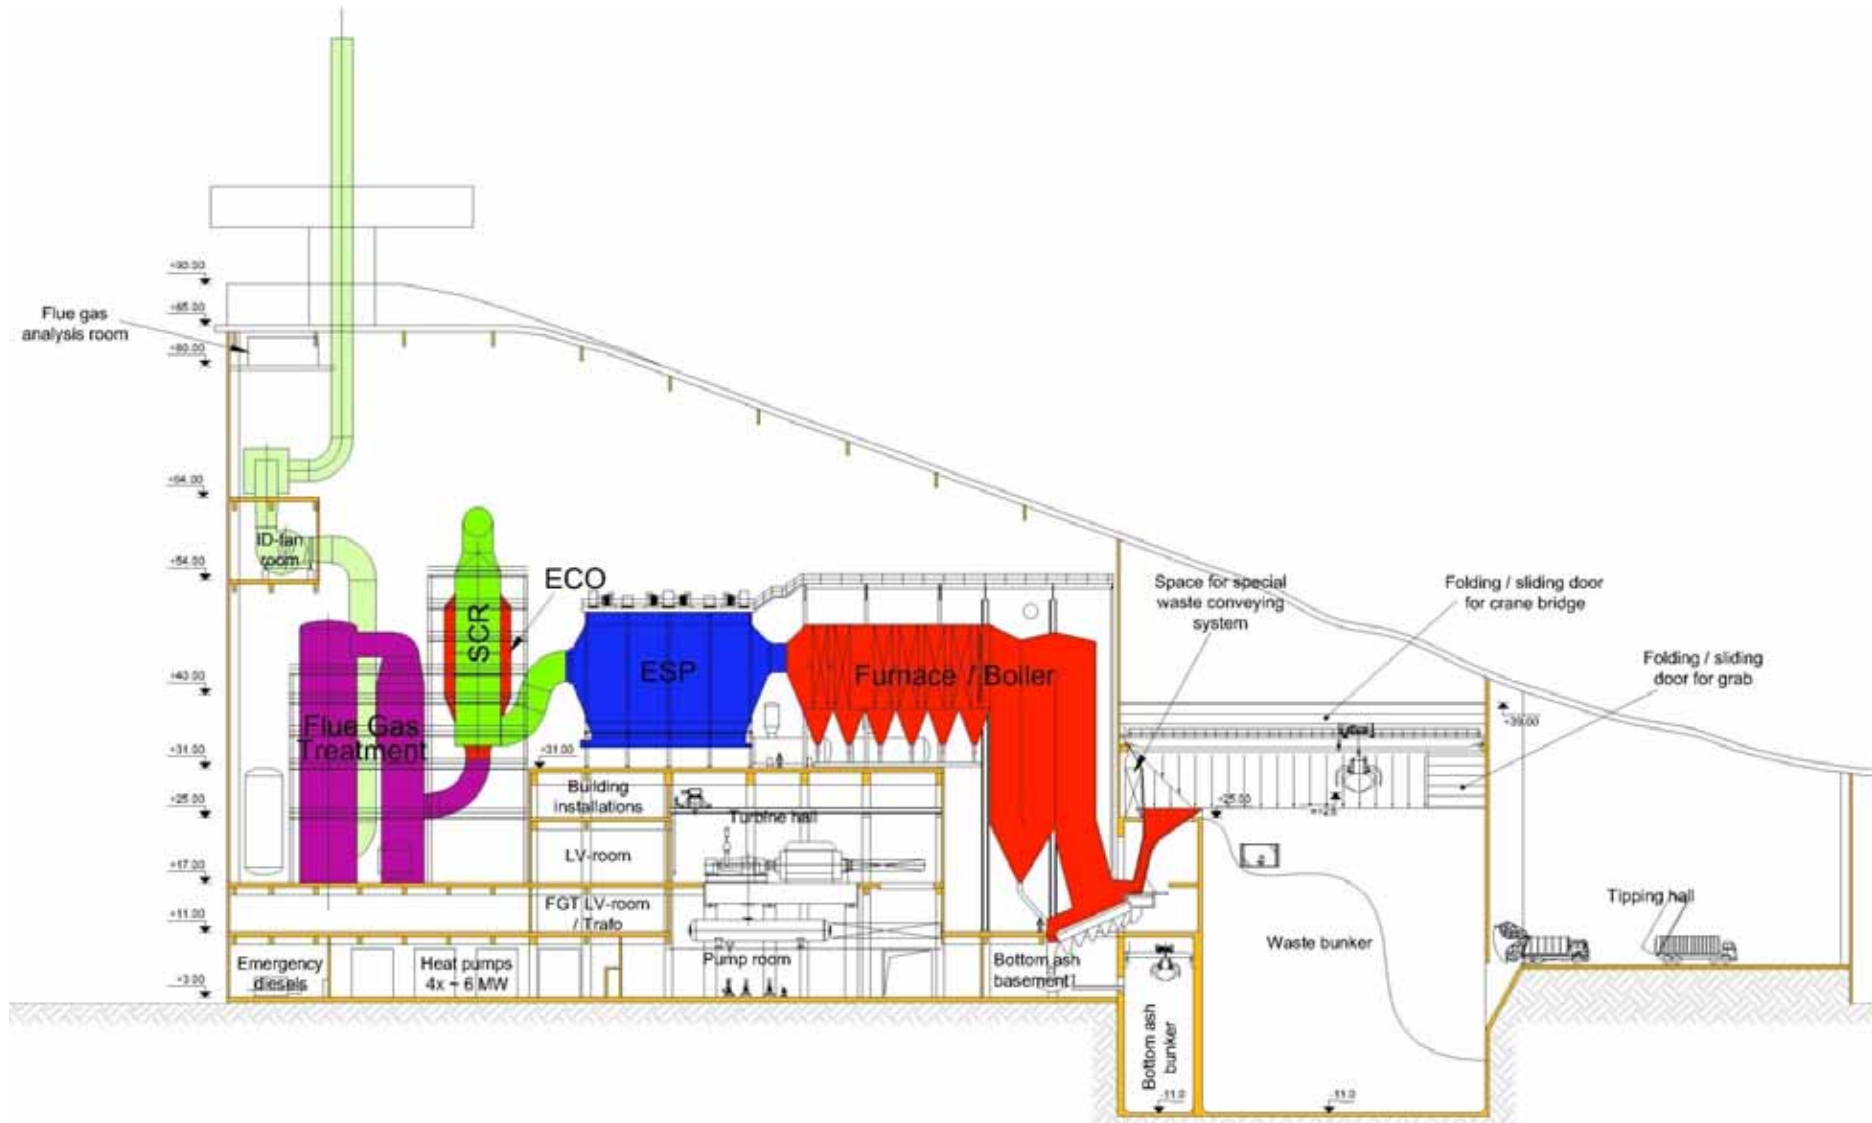 +90.00
+85.00
Flue gas
analysis room
+80.00
+64.00
ID-fan
room
+54.00
ECO
SCR
ESP
Furnace / Boiler
Space for special
waste conveying
system
Folding / sliding door
for crane bridge
Folding / sliding
door for grab
+40.00
+39.00
Flue Gas
Treatment
+31.00
+31.00
Building
installations
Turbine hall
+25.00
+25.00
LV-room
+17.00
FGT LV-room
/ Trafo
+11.00
Tipping hall
Waste bunker
Emergency
diesels
Heat pumps
4x ~ 6 MW
Pump room
Bottom ash
basement
+3.00
Bottom ash
bunker
-11.0
-11.0